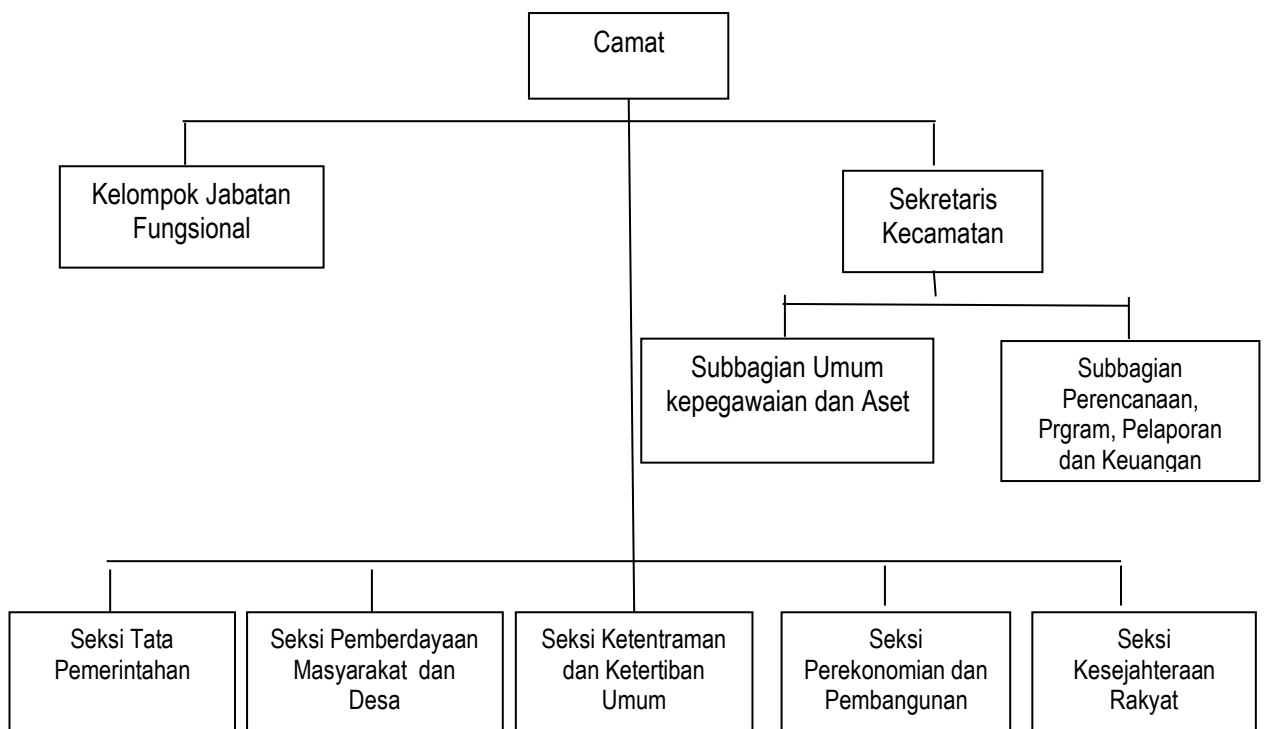 Camat
Kelompok Jabatan
Fungsional
Sekretaris
Kecamatan
Subbagian Umum
kepegawaian dan Aset
Subbagian
Perencanaan,
Prgram, Pelaporan
dan Keuangan
Seksi Tata
Pemerintahan
Seksi Pemberdayaan
Masyarakat dan
Desa
Seksi Ketentraman
dan Ketertiban
Umum
Seksi
Perekonomian dan
Pembangunan
Seksi
Kesejahteraan
Rakyat